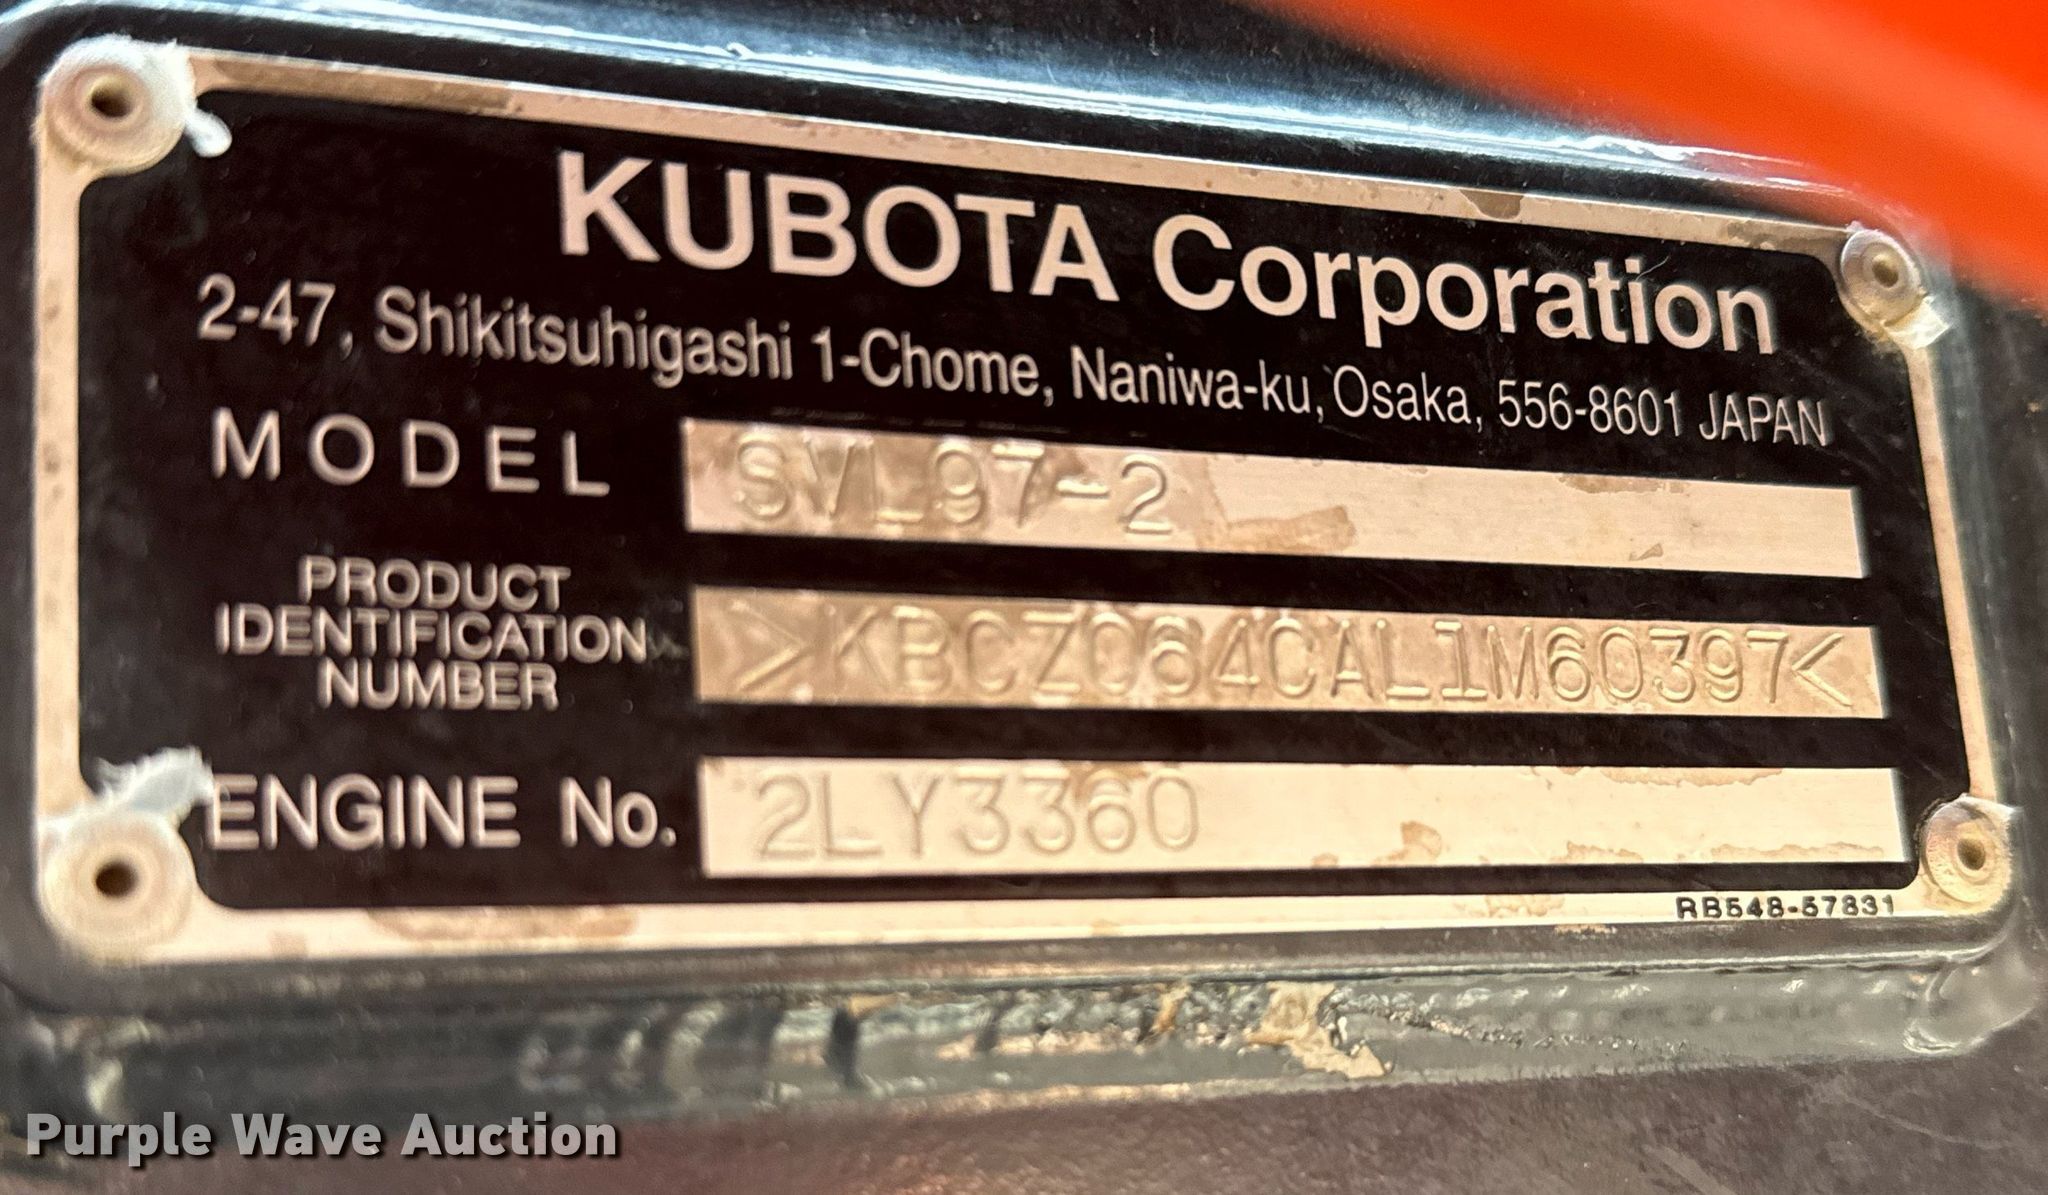 KUBOTA Corporation
2-47, Shikitsuhigashi 1-Chome, Naniwa-ku, Osaka, 556-8601 JAPAN
MODEL SVL97-2
PRODUCT
IDENTIFICATION
NUMBER
>KBCZ064CAL1M60397<
ENGINE No. 2LY3360
RB548-57831
Purple Wave Auction